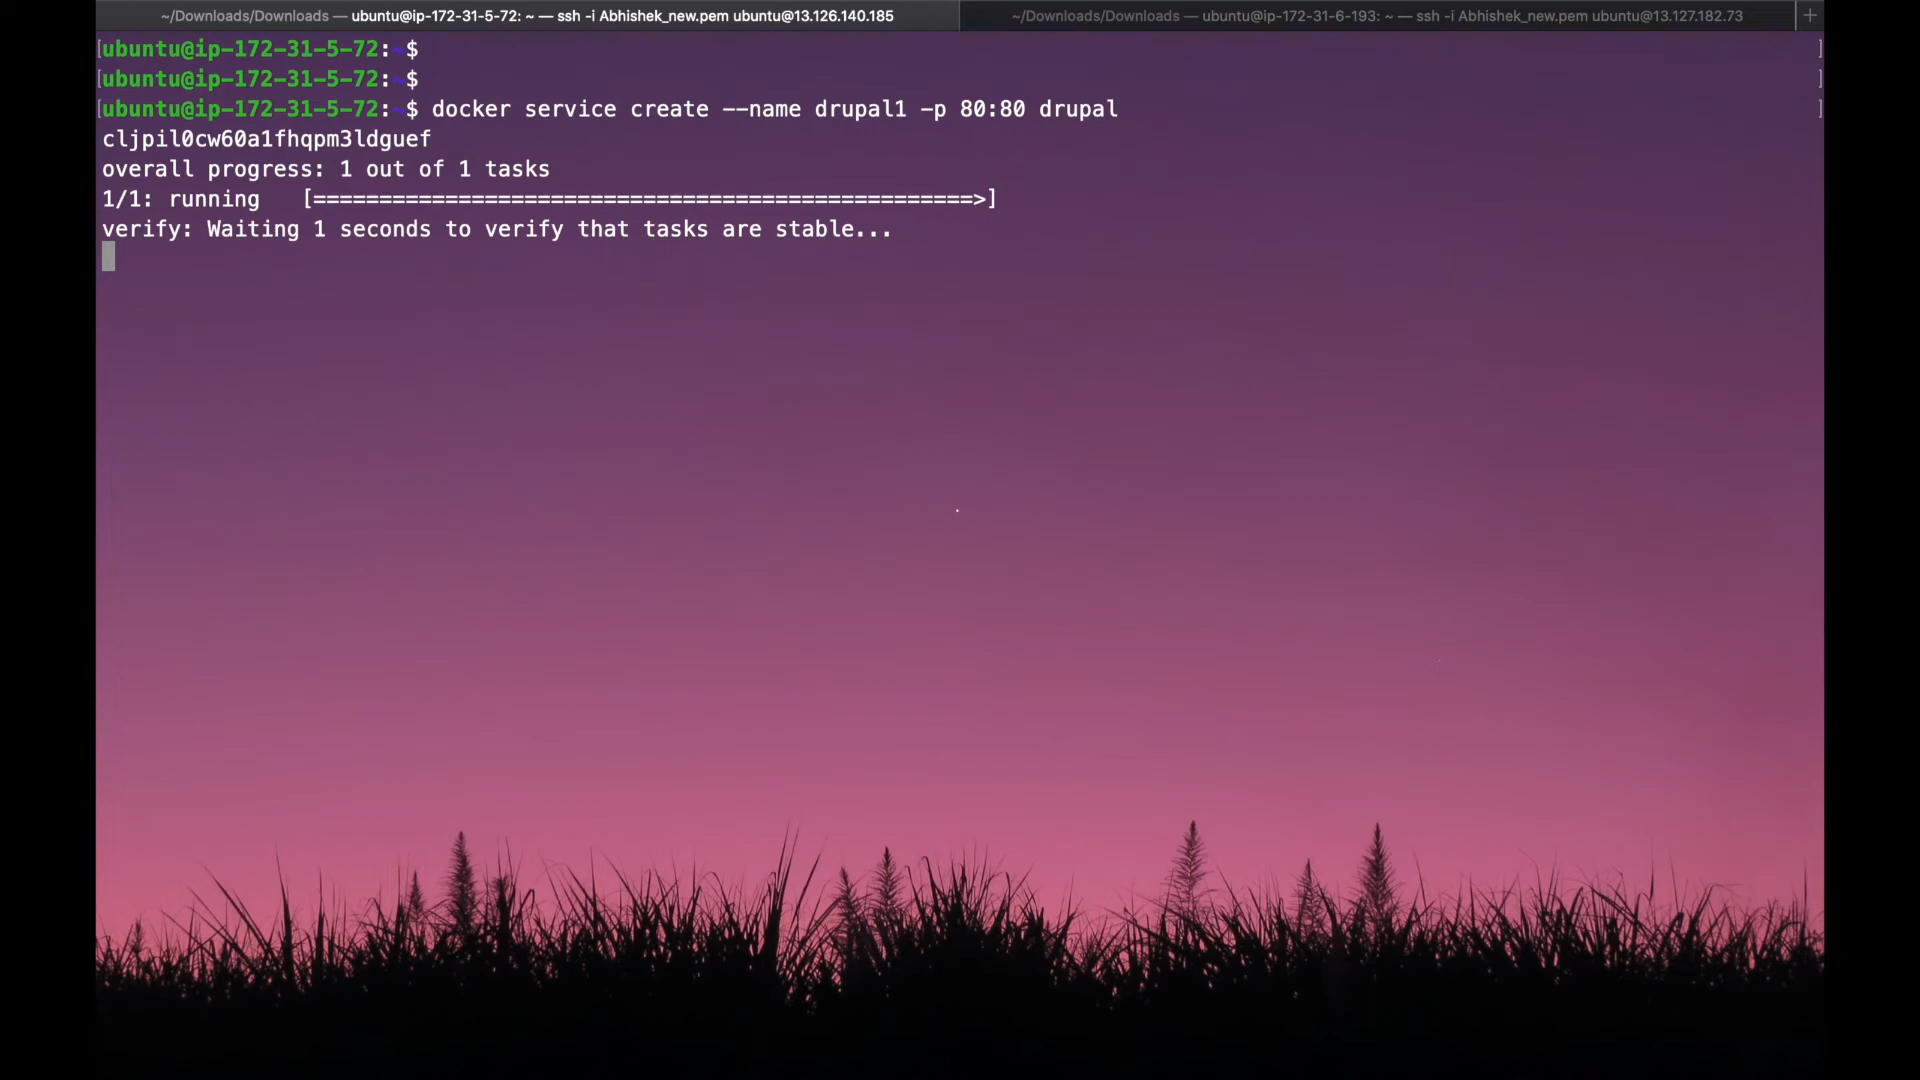 ~/Downloads/Downloads — ubuntu@ip-172-31-5-72: ~ — ssh -i Abhishek_new.pem ubuntu@13.126.140.185
~/Downloads/Downloads — ubuntu@ip-172-31-6-193: ~ — ssh -i Abhishek_new.pem ubuntu@13.127.182.73 +
[ubuntu@ip-172-31-5-72:~$ ]
[ubuntu@ip-172-31-5-72:~$ ]
[ubuntu@ip-172-31-5-72:~$ docker service create --name drupal1 -p 80:80 drupal ]
cljpil0cw60a1fhqpm3ldguef
overall progress: 1 out of 1 tasks
1/1: running   [==================================================>]
verify: Waiting 1 seconds to verify that tasks are stable...